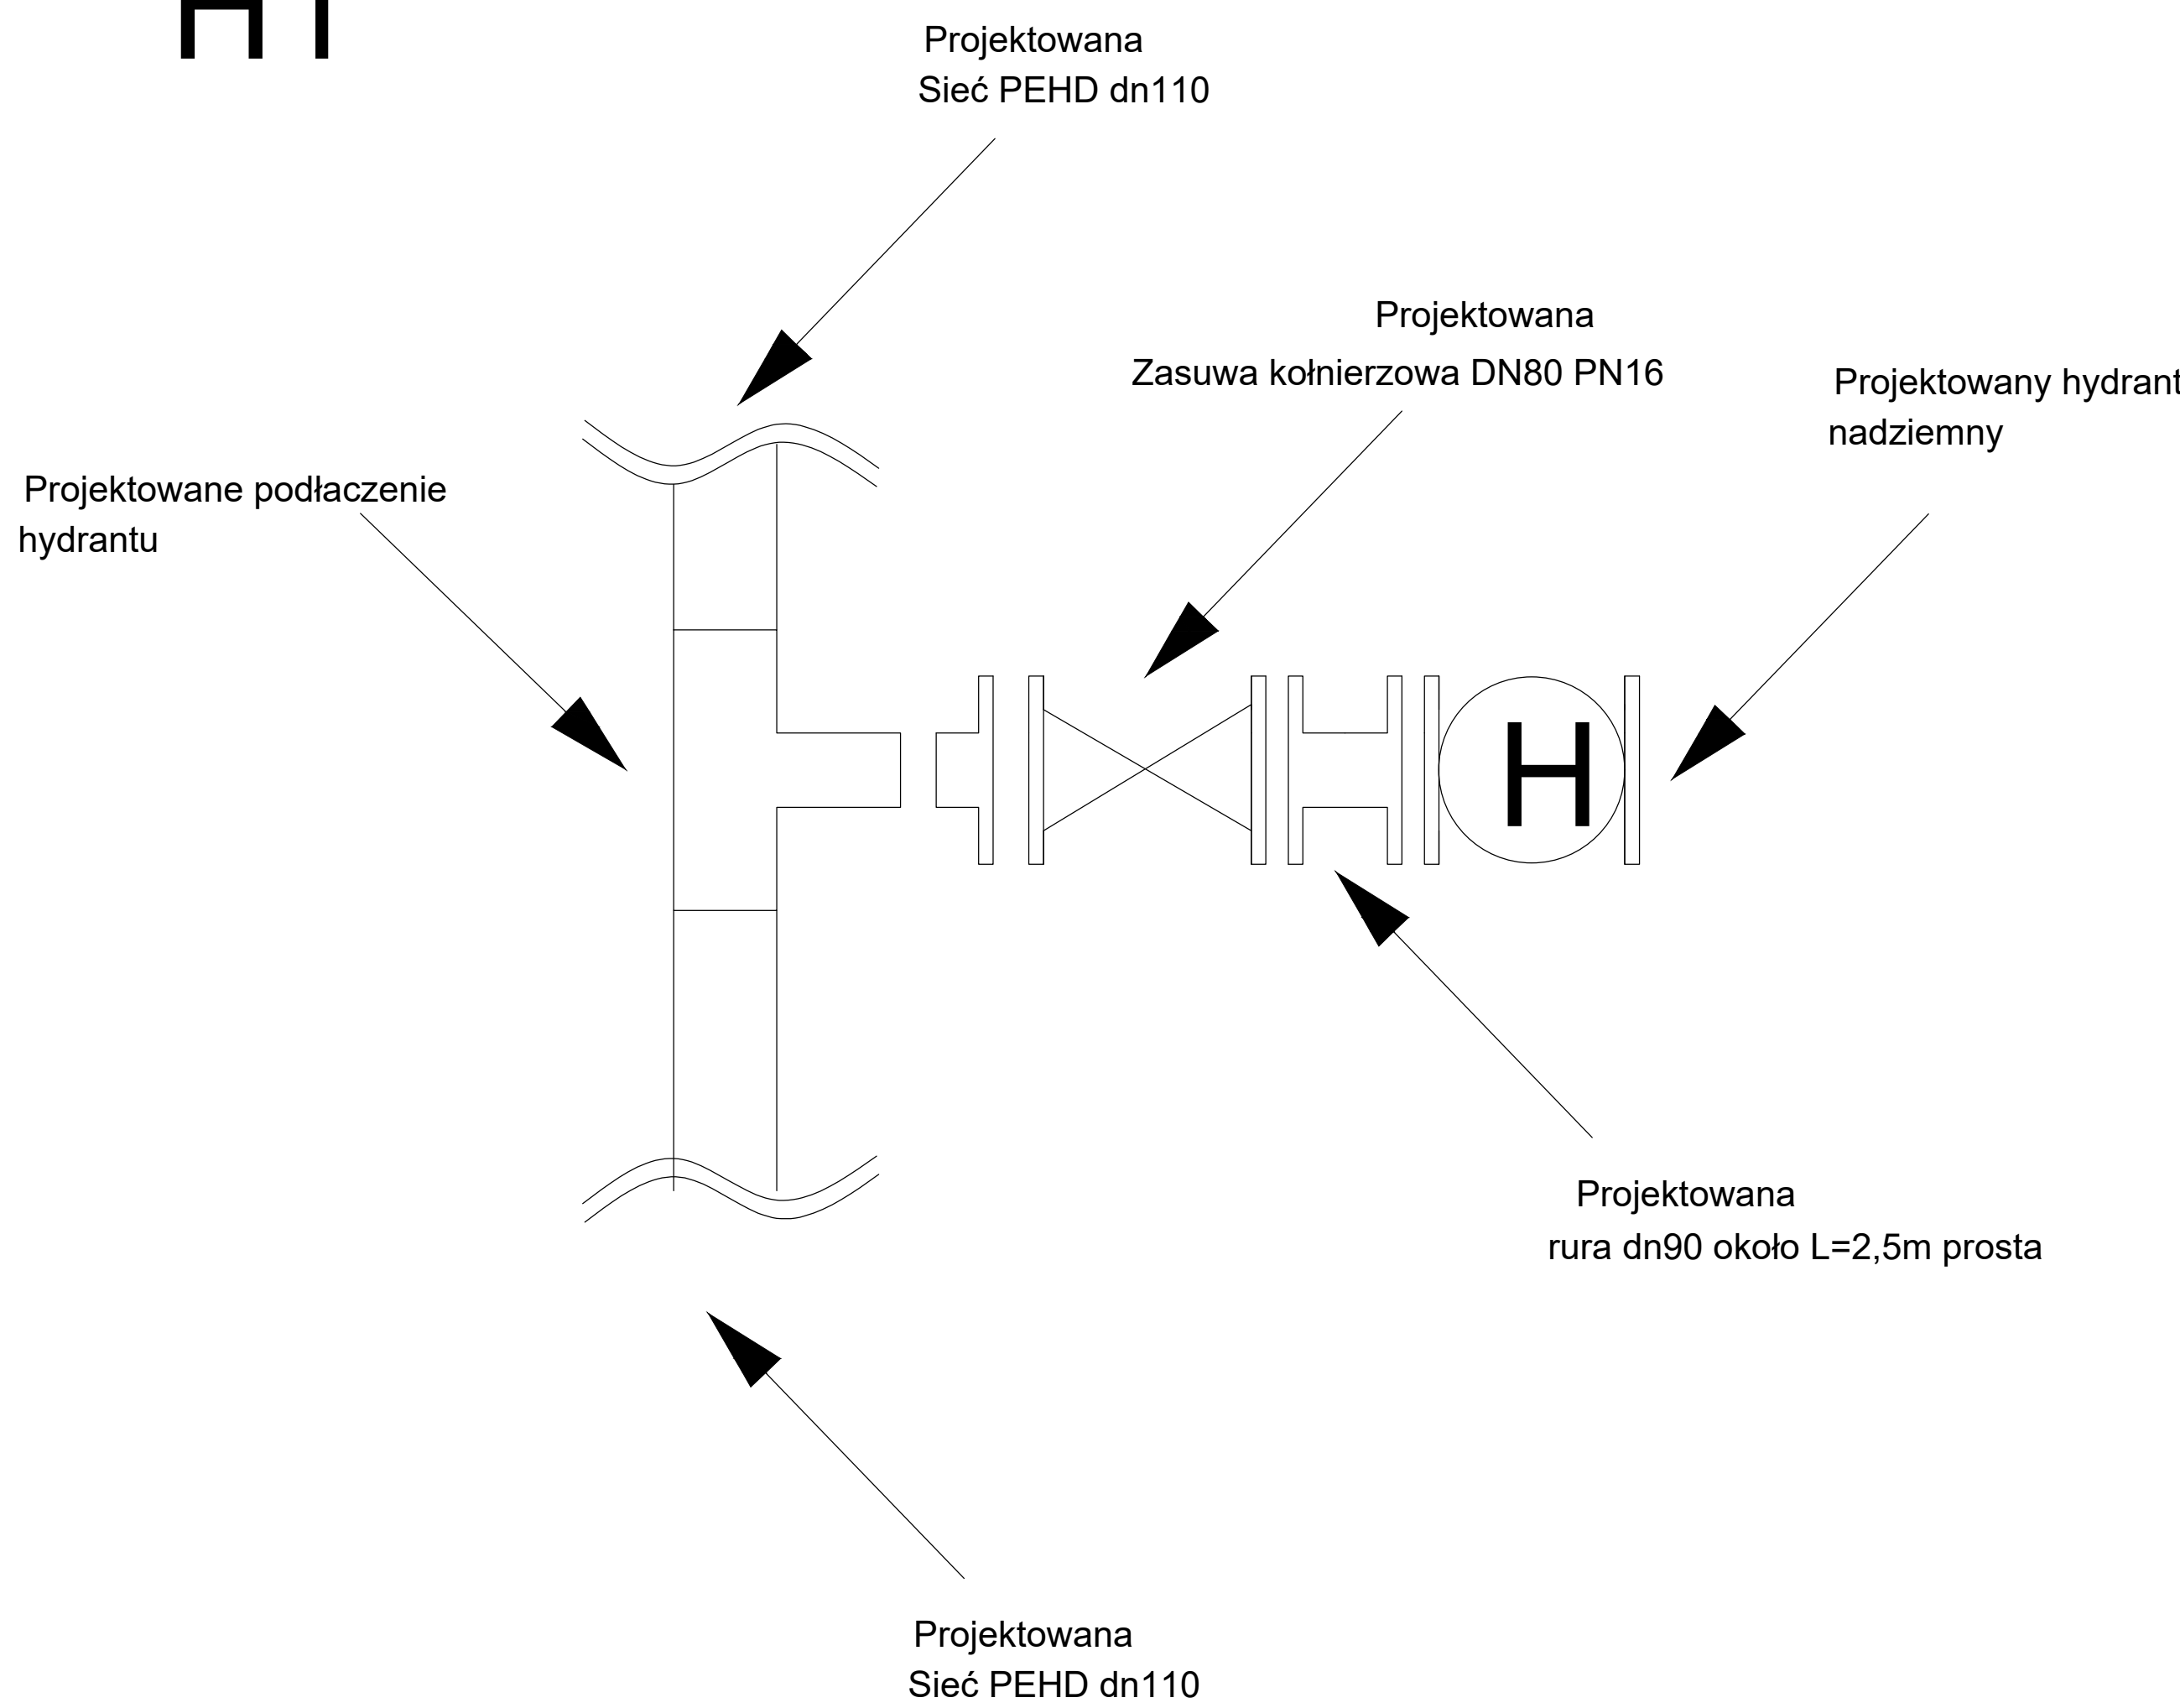 Projektowana
Sieć PEHD dn110
Projektowana
Zasuwa kołnierzowa DN80 PN16
Projektowany hydrant
nadziemny
Projektowane podłaczenie
hydrantu
H
Projektowana
rura dn90 około L=2,5m prosta
Projektowana
Sieć PEHD dn110